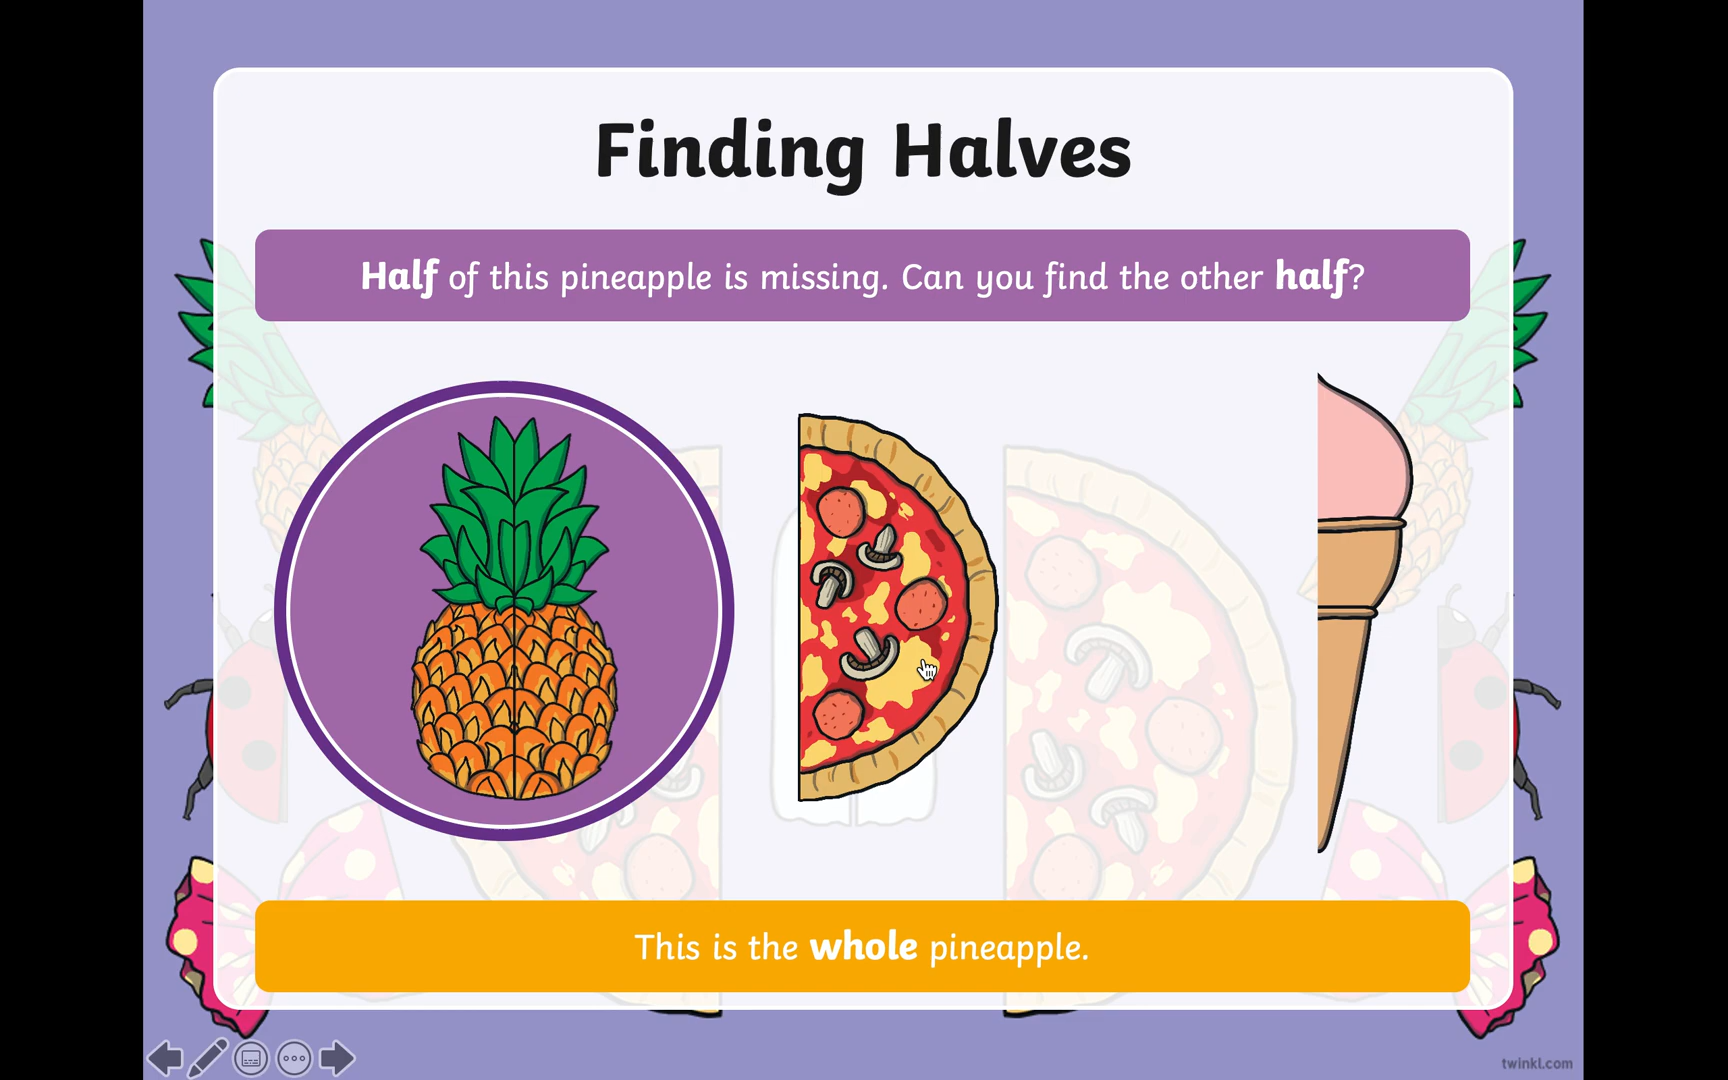 Finding Halves
Half of this pineapple is missing. Can you find the other half?
This is the whole pineapple.
twinkl.com